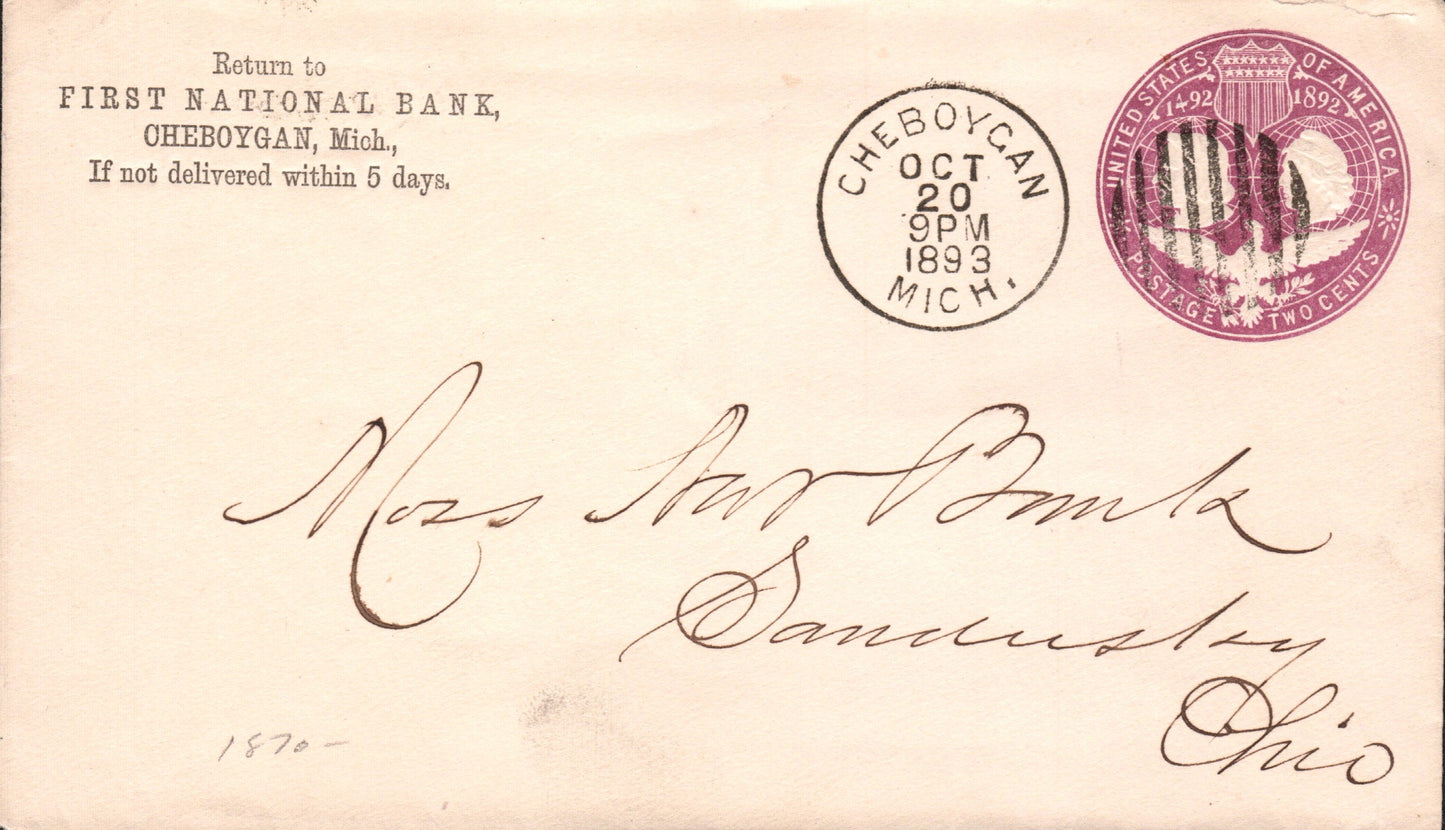 Return to
FIRST NATIONAL BANK,
CHEBOYGAN, Mich.,
If not delivered within 5 days.
CHEBOYGAN
OCT
20
9PM
1893
MICH.
UNITED STATES OF AMERICA
1492 1892
POSTAGE TWO CENTS
Moss Nat Bank
Sandusky
Ohio
1870-